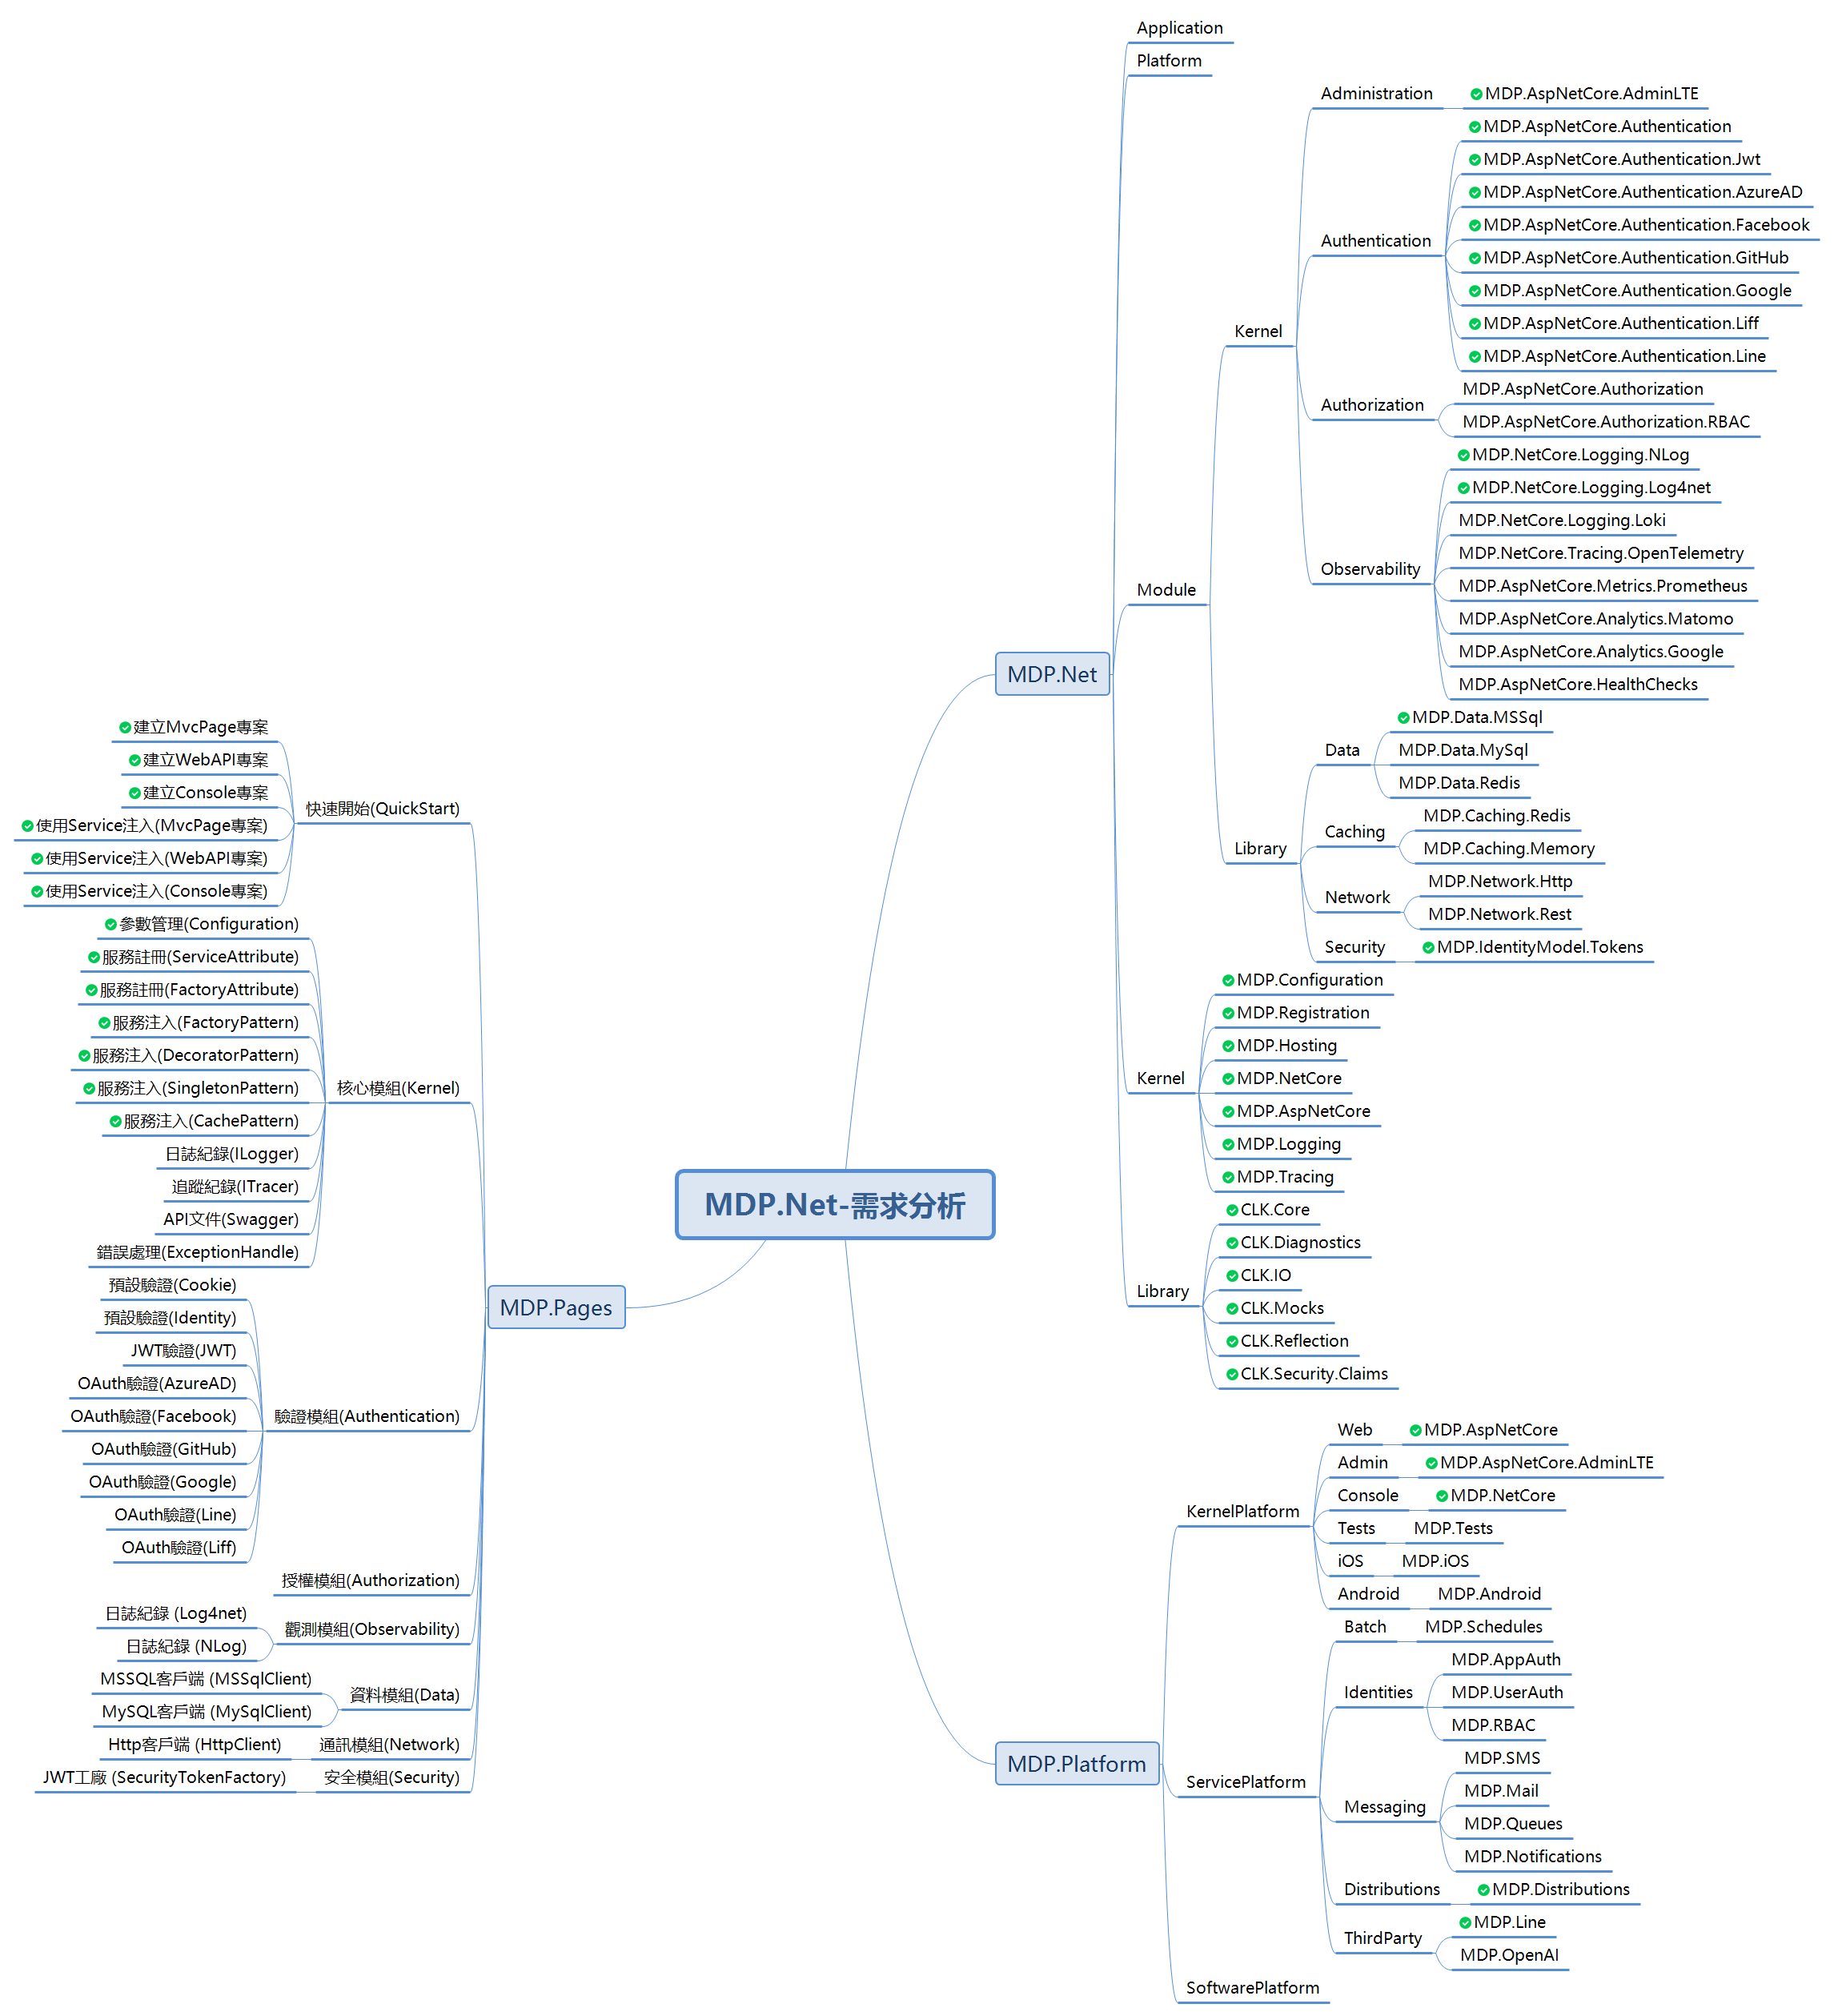 MDP.Net-需求分析
MDP.Net
Application
Platform
Module
Kernel
Administration
MDP.AspNetCore.AdminLTE
Authentication
MDP.AspNetCore.Authentication
MDP.AspNetCore.Authentication.Jwt
MDP.AspNetCore.Authentication.AzureAD
MDP.AspNetCore.Authentication.Facebook
MDP.AspNetCore.Authentication.GitHub
MDP.AspNetCore.Authentication.Google
MDP.AspNetCore.Authentication.Liff
MDP.AspNetCore.Authentication.Line
Authorization
MDP.AspNetCore.Authorization
MDP.AspNetCore.Authorization.RBAC
Observability
MDP.NetCore.Logging.NLog
MDP.NetCore.Logging.Log4net
MDP.NetCore.Logging.Loki
MDP.NetCore.Tracing.OpenTelemetry
MDP.AspNetCore.Metrics.Prometheus
MDP.AspNetCore.Analytics.Matomo
MDP.AspNetCore.Analytics.Google
MDP.AspNetCore.HealthChecks
Library
Data
MDP.Data.MSSql
MDP.Data.MySql
MDP.Data.Redis
Caching
MDP.Caching.Redis
MDP.Caching.Memory
Network
MDP.Network.Http
MDP.Network.Rest
Security
MDP.IdentityModel.Tokens
Kernel
MDP.Configuration
MDP.Registration
MDP.Hosting
MDP.NetCore
MDP.AspNetCore
MDP.Logging
MDP.Tracing
Library
CLK.Core
CLK.Diagnostics
CLK.IO
CLK.Mocks
CLK.Reflection
CLK.Security.Claims
MDP.Platform
KernelPlatform
Web
MDP.AspNetCore
Admin
MDP.AspNetCore.AdminLTE
Console
MDP.NetCore
Tests
MDP.Tests
iOS
MDP.iOS
Android
MDP.Android
ServicePlatform
Batch
MDP.Schedules
Identities
MDP.AppAuth
MDP.UserAuth
MDP.RBAC
Messaging
MDP.SMS
MDP.Mail
MDP.Queues
MDP.Notifications
Distributions
MDP.Distributions
ThirdParty
MDP.Line
MDP.OpenAI
SoftwarePlatform
MDP.Pages
快速開始(QuickStart)
建立MvcPage專案
建立WebAPI專案
建立Console專案
使用Service注入(MvcPage專案)
使用Service注入(WebAPI專案)
使用Service注入(Console專案)
核心模組(Kernel)
參數管理(Configuration)
服務註冊(ServiceAttribute)
服務註冊(FactoryAttribute)
服務注入(FactoryPattern)
服務注入(DecoratorPattern)
服務注入(SingletonPattern)
服務注入(CachePattern)
日誌紀錄(ILogger)
追蹤紀錄(ITracer)
API文件(Swagger)
錯誤處理(ExceptionHandle)
驗證模組(Authentication)
預設驗證(Cookie)
預設驗證(Identity)
JWT驗證(JWT)
OAuth驗證(AzureAD)
OAuth驗證(Facebook)
OAuth驗證(GitHub)
OAuth驗證(Google)
OAuth驗證(Line)
OAuth驗證(Liff)
授權模組(Authorization)
觀測模組(Observability)
日誌紀錄 (Log4net)
日誌紀錄 (NLog)
資料模組(Data)
MSSQL客戶端 (MSSqlClient)
MySQL客戶端 (MySqlClient)
通訊模組(Network)
Http客戶端 (HttpClient)
安全模組(Security)
JWT工廠 (SecurityTokenFactory)